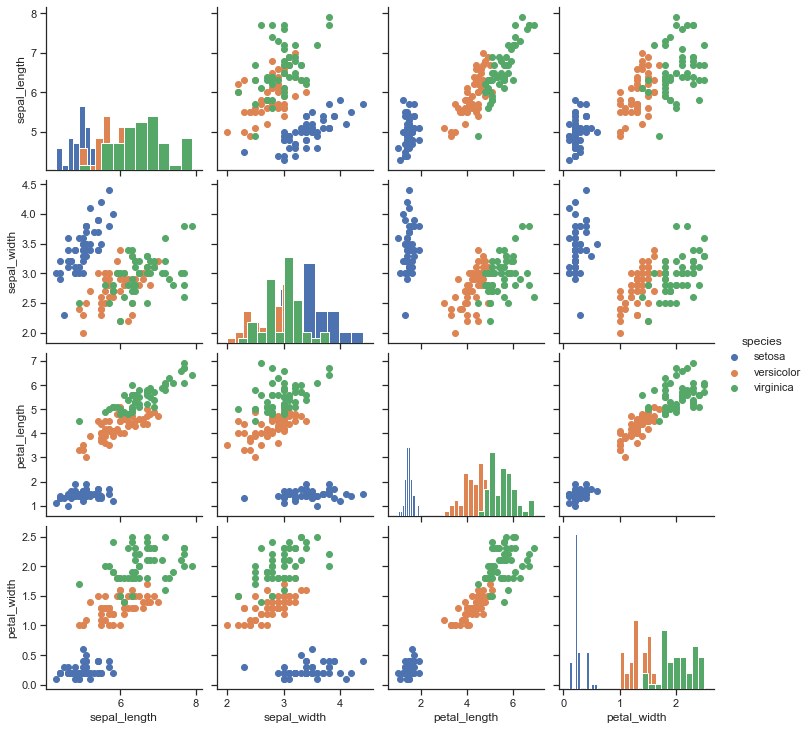 8
7
6
5
sepal_length
4.5
4.0
3.5
3.0
2.5
2.0
sepal_width
species
setosa
versicolor
virginica
7
6
5
4
3
2
1
petal_length
2.5
2.0
1.5
1.0
0.5
0.0
petal_width
6 8
2 3 4
2 4 6
0 1 2
sepal_length
sepal_width
petal_length
petal_width